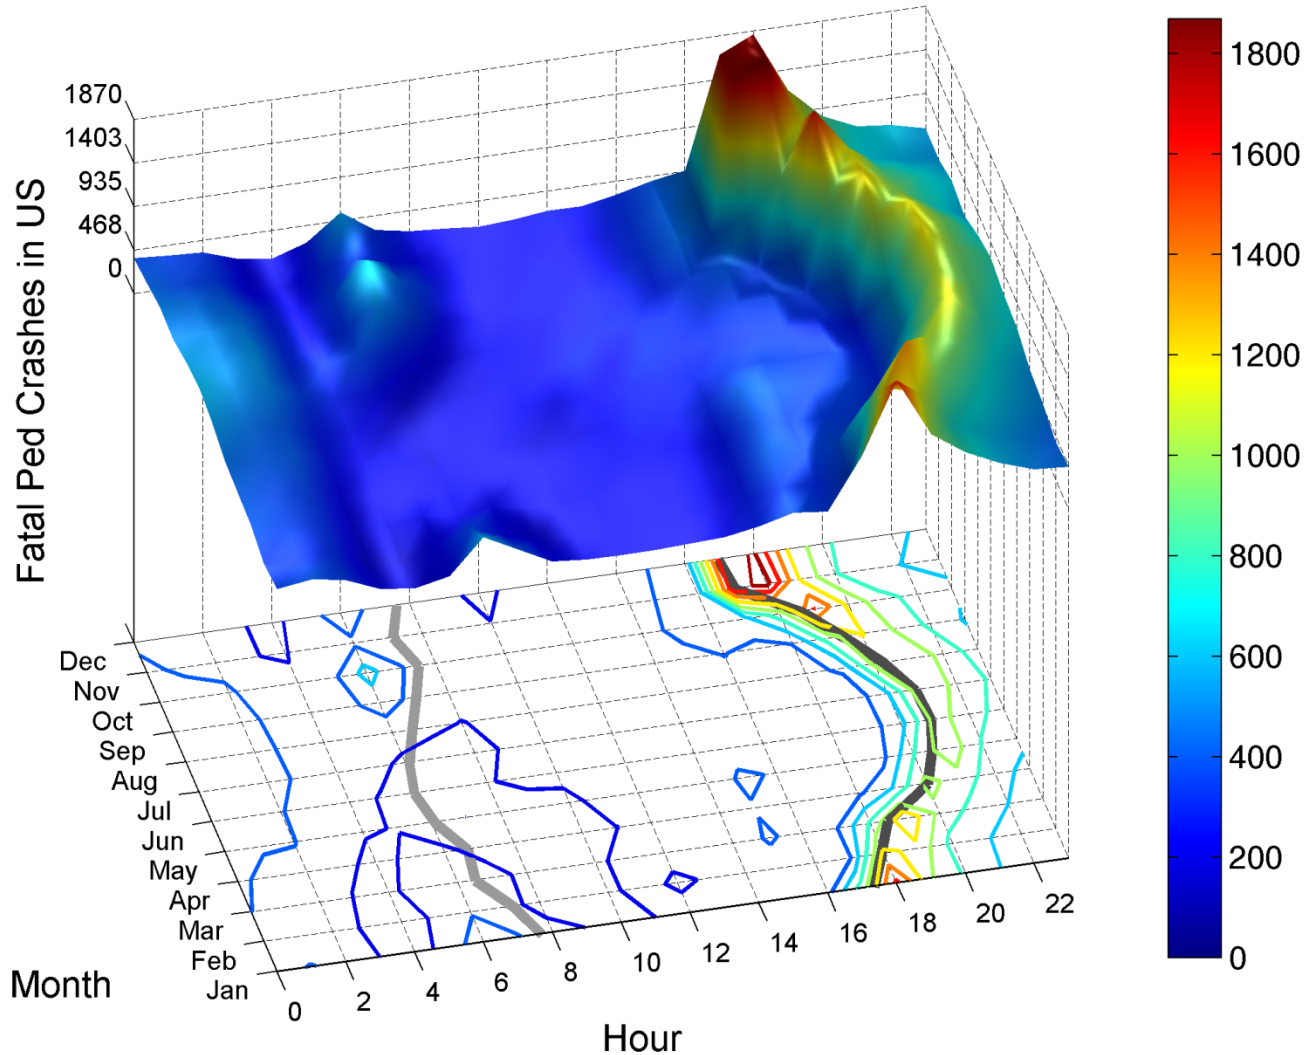 Fatal Ped Crashes in US
1870
1403
935
468
0
1800
1600
1400
1200
1000
800
600
400
200
0
Dec
Nov
Oct
Sep
Aug
Jul
Jun
May
Apr
Mar
Feb
Jan
Month
0
2
4
6
8
10
12
14
16
18
20
22
Hour